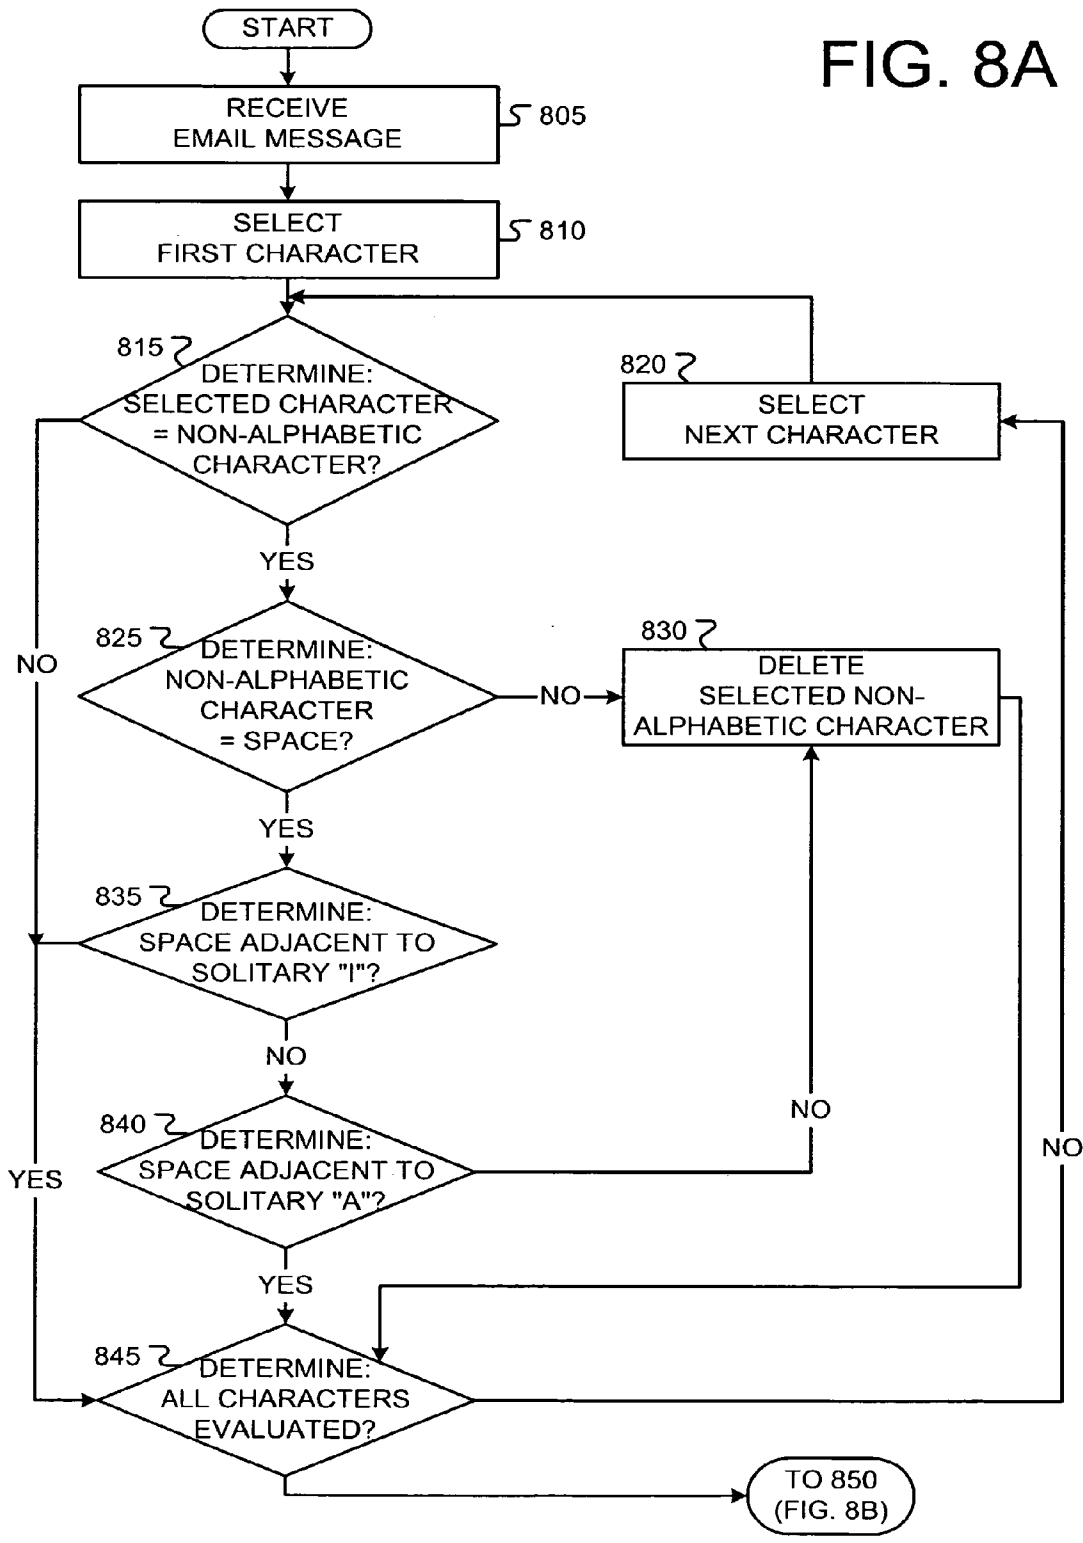 START
FIG. 8A
RECEIVE
EMAIL MESSAGE
805
SELECT
FIRST CHARACTER
810
815
DETERMINE:
SELECTED CHARACTER
= NON-ALPHABETIC
CHARACTER?
820
SELECT
NEXT CHARACTER
YES
NO
825
DETERMINE:
NON-ALPHABETIC
CHARACTER
= SPACE?
NO
830
DELETE
SELECTED NON-
ALPHABETIC CHARACTER
YES
835
DETERMINE:
SPACE ADJACENT TO
SOLITARY "I"?
NO
840
DETERMINE:
SPACE ADJACENT TO
SOLITARY "A"?
NO
NO
YES
YES
845
DETERMINE:
ALL CHARACTERS
EVALUATED?
TO 850
(FIG. 8B)